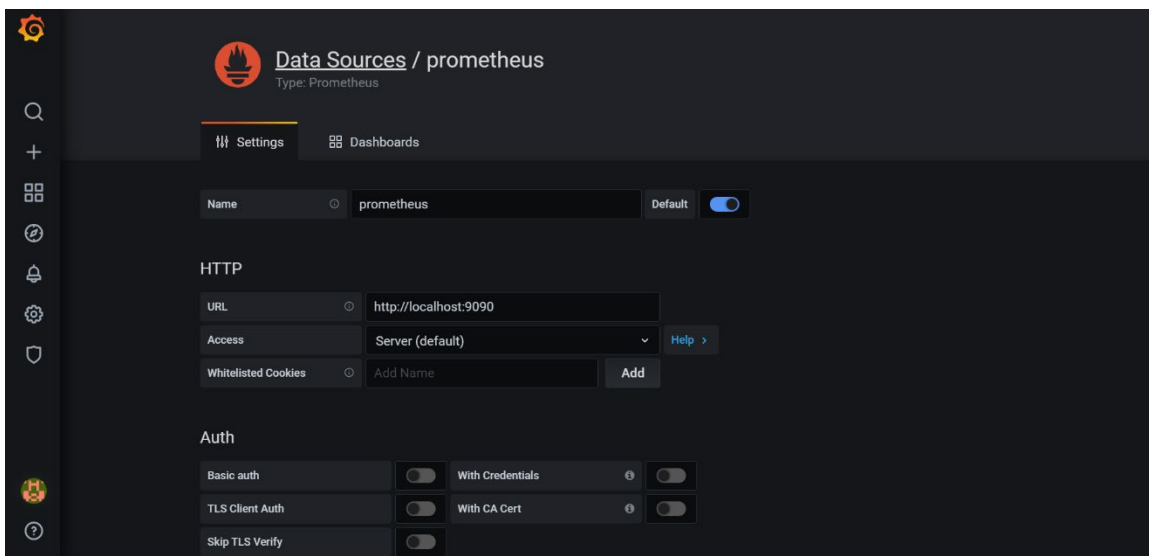 Data Sources / prometheus
Type: Prometheus
Settings Dashboards
Name prometheus Default
HTTP
URL http://localhost:9090
Access Server (default) Help >
Whitelisted Cookies Add Name Add
Auth
Basic auth With Credentials
TLS Client Auth With CA Cert
Skip TLS Verify